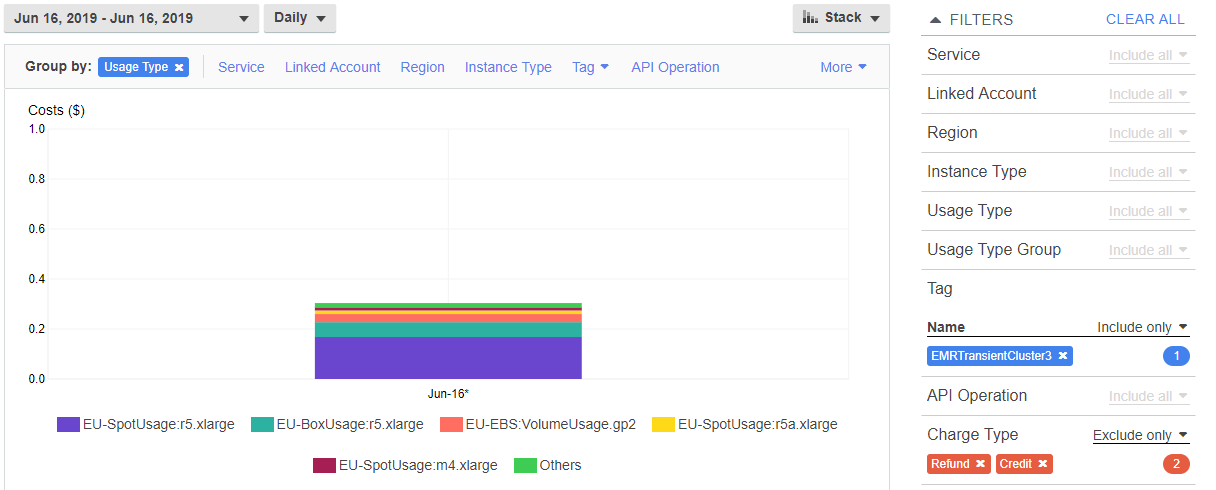 Jun 16, 2019 - Jun 16, 2019 Daily Stack
Group by: Usage Type × Service Linked Account Region Instance Type Tag API Operation More
Costs ($)
1.0
0.8
0.6
0.4
0.2
0.0
Jun-16*
EU-SpotUsage:r5.xlarge EU-BoxUsage:r5.xlarge EU-EBS:VolumeUsage.gp2 EU-SpotUsage:r5a.xlarge
EU-SpotUsage:m4.xlarge Others
FILTERS CLEAR ALL
Service Include all
Linked Account Include all
Region Include all
Instance Type Include all
Usage Type Include all
Usage Type Group Include all
Tag
Name Include only
EMRTransientCluster3 × 1
API Operation Include all
Charge Type Exclude only
Refund × Credit × 2